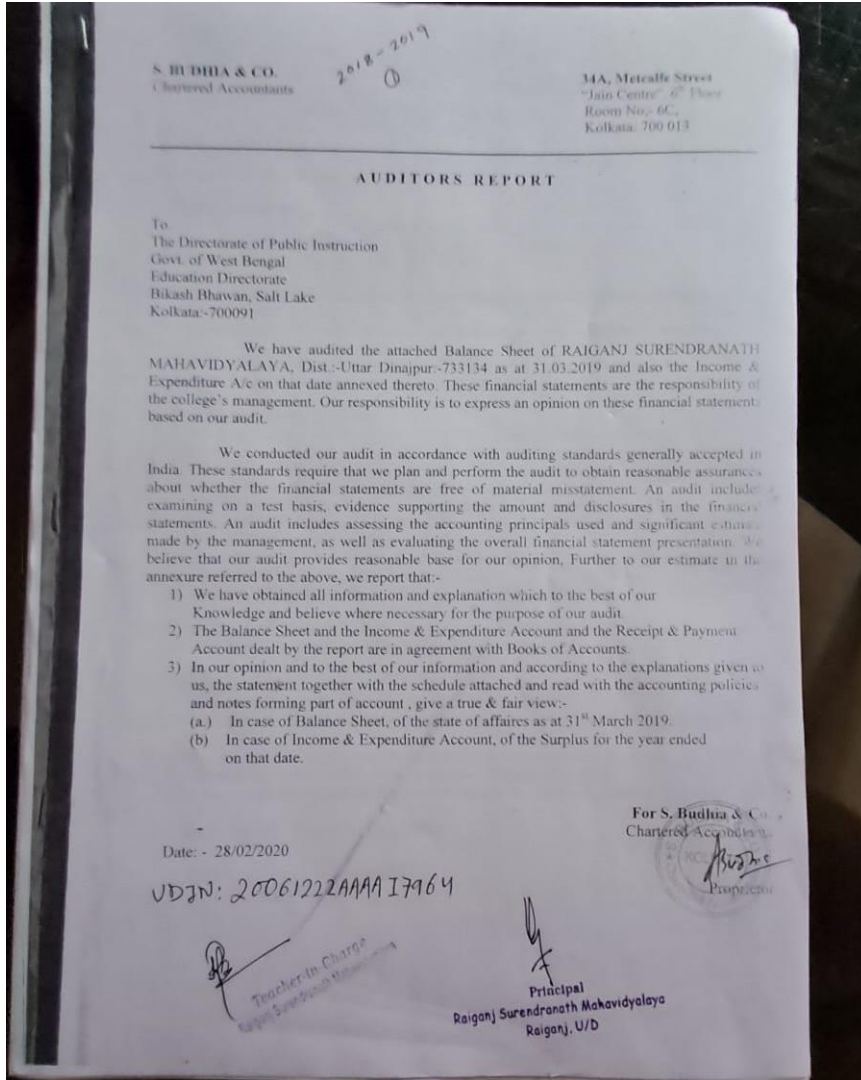 2018-2019
①
S. BUDHIA & CO.
Chartered Accountants
34A, Metcalfe Street
"Jain Centre" 6th Floor
Room No,- 6C,
Kolkata: 700 013
AUDITORS REPORT
To
The Directorate of Public Instruction
Govt. of West Bengal
Education Directorate
Bikash Bhawan, Salt Lake
Kolkata:-700091
We have audited the attached Balance Sheet of RAIGANJ SURENDRANATH
MAHAVIDYALAYA, Dist.:-Uttar Dinajpur:-733134 as at 31.03.2019 and also the Income &
Expenditure A/c on that date annexed thereto. These financial statements are the responsibility of
the college's management. Our responsibility is to express an opinion on these financial statement
based on our audit.
We conducted our audit in accordance with auditing standards generally accepted in
India. These standards require that we plan and perform the audit to obtain reasonable assurances
about whether the financial statements are free of material misstatement. An audit includes
examining on a test basis, evidence supporting the amount and disclosures in the
statements. An audit includes assessing the accounting principals used and significant
made by the management, as well as evaluating the overall financial statement presentation. We
believe that our audit provides reasonable base for our opinion, Further to our estimate in the
annexure referred to the above, we report that:-
1) We have obtained all information and explanation which to the best of our
Knowledge and believe where necessary for the purpose of our audit.
2) The Balance Sheet and the Income & Expenditure Account and the Receipt & Payment
Account dealt by the report are in agreement with Books of Accounts.
3) In our opinion and to the best of our information and according to the explanations given to
us, the statement together with the schedule attached and read with the accounting policies
and notes forming part of account , give a true & fair view:-
(a.) In case of Balance Sheet, of the state of affaires as at 31st March 2019.
(b) In case of Income & Expenditure Account, of the Surplus for the year ended
on that date.
For S. Budhia & Co.
Chartered Accountants
Date: - 28/02/2020
Proprietor
UDIN: 20061222AAAAI7964
Teacher-in-Charge
Raiganj Surendranath Mahavidyalaya
Principal
Raiganj Surendranath Mahavidyalaya
Raiganj, U/D